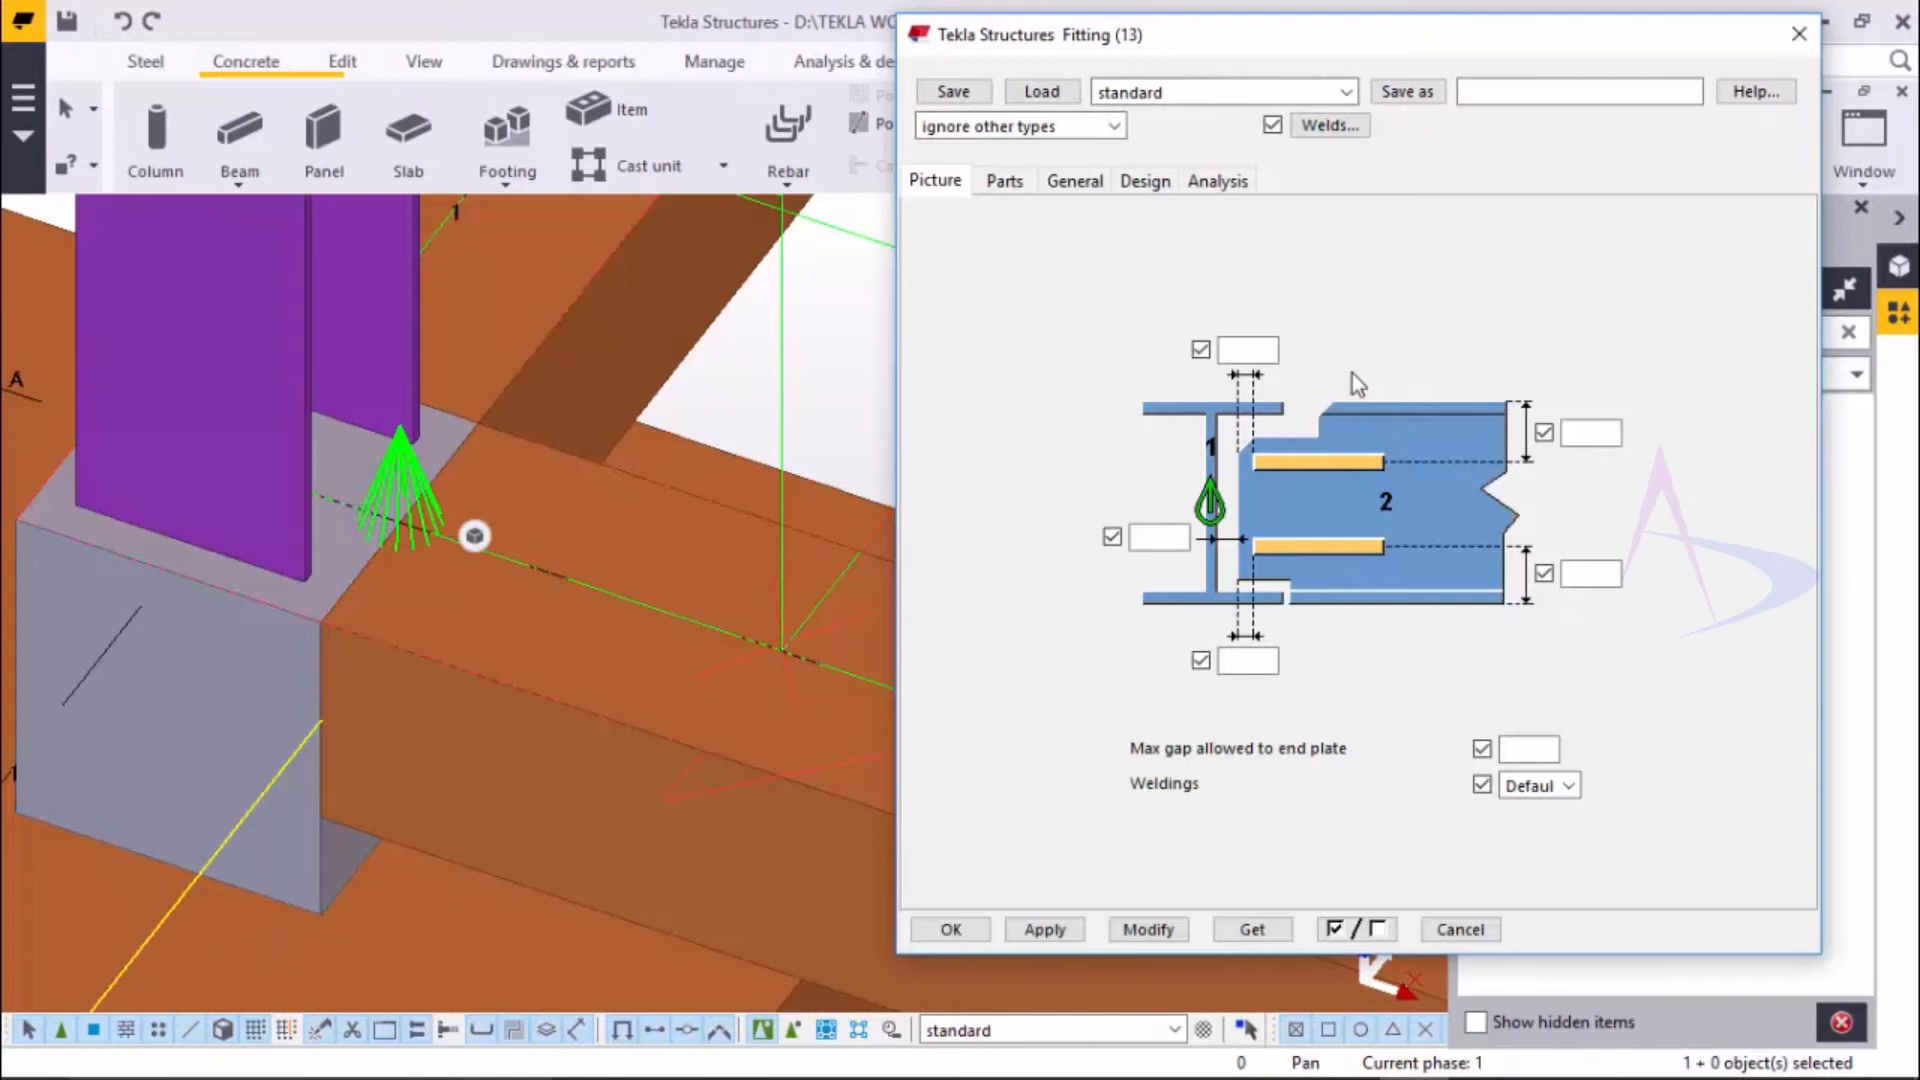 Tekla Structures - D:\TEKLA WO
Tekla Structures Fitting (13)
Steel
Concrete
Edit
View
Drawings & reports
Manage
Analysis & de
Save
Load
standard
Save as
Help...
ignore other types
Welds...
Item
Po
Cast unit
Column
Beam
Panel
Slab
Footing
Rebar
Window
Picture
Parts
General
Design
Analysis
1
A
1
2
Max gap allowed to end plate
Weldings
Defaul
OK
Apply
Modify
Get
/
Cancel
standard
Show hidden items
0
Pan
Current phase: 1
1 + 0 object(s) selected